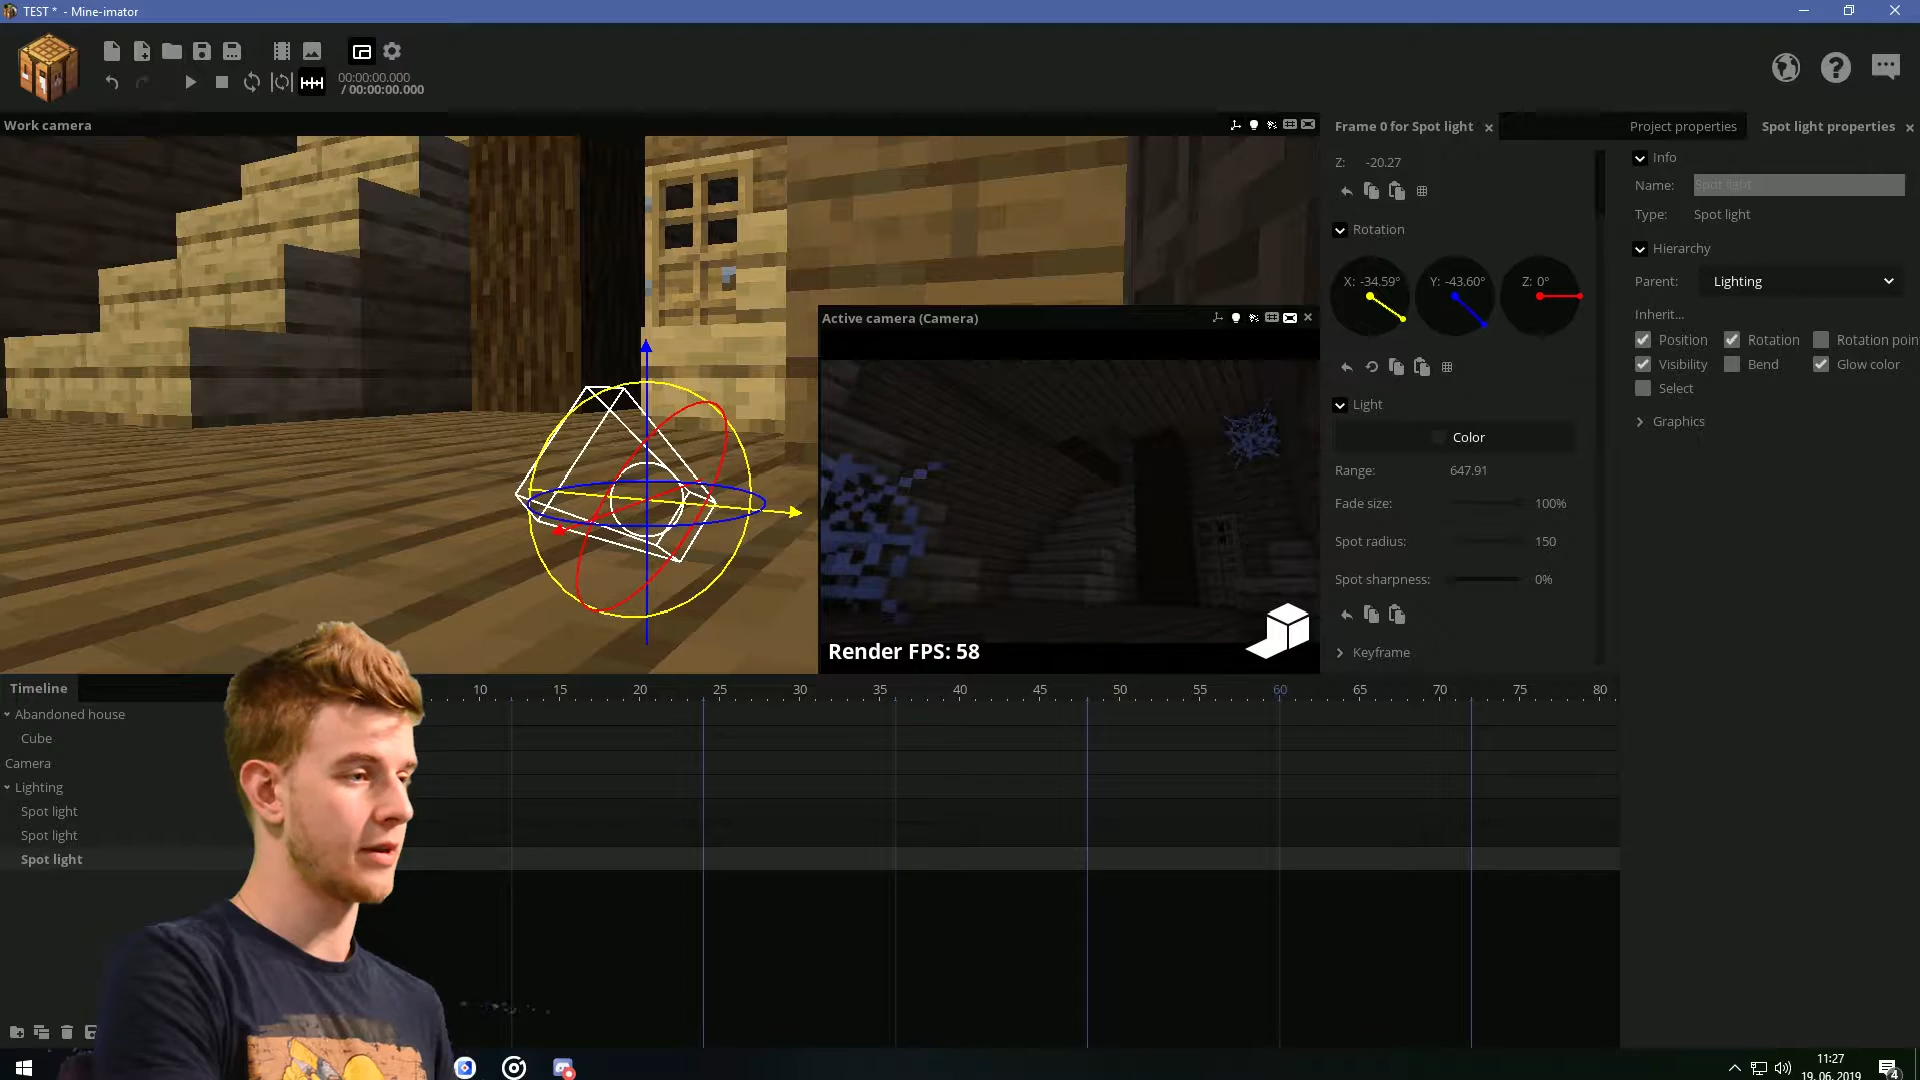 TEST * - Mine-imator
00:00:00.000
/ 00:00:00.000
Work camera
Active camera (Camera)
Render FPS: 58
Frame 0 for Spot light
Project properties
Spot light properties
Z: -20.27
Rotation
X: -34.59° Y: -43.60° Z: 0°
Light
Color
Range: 647.91
Fade size: 100%
Spot radius: 150
Spot sharpness: 0%
Keyframe
Info
Name: Spot light
Type: Spot light
Hierarchy
Parent: Lighting
Inherit...
Position Rotation Rotation poin
Visibility Bend Glow color
Select
Graphics
Timeline
10 15 20 25 30 35 40 45 50 55 60 65 70 75 80
Abandoned house
Cube
Camera
Lighting
Spot light
Spot light
Spot light
11:27
19. 06. 2019
4